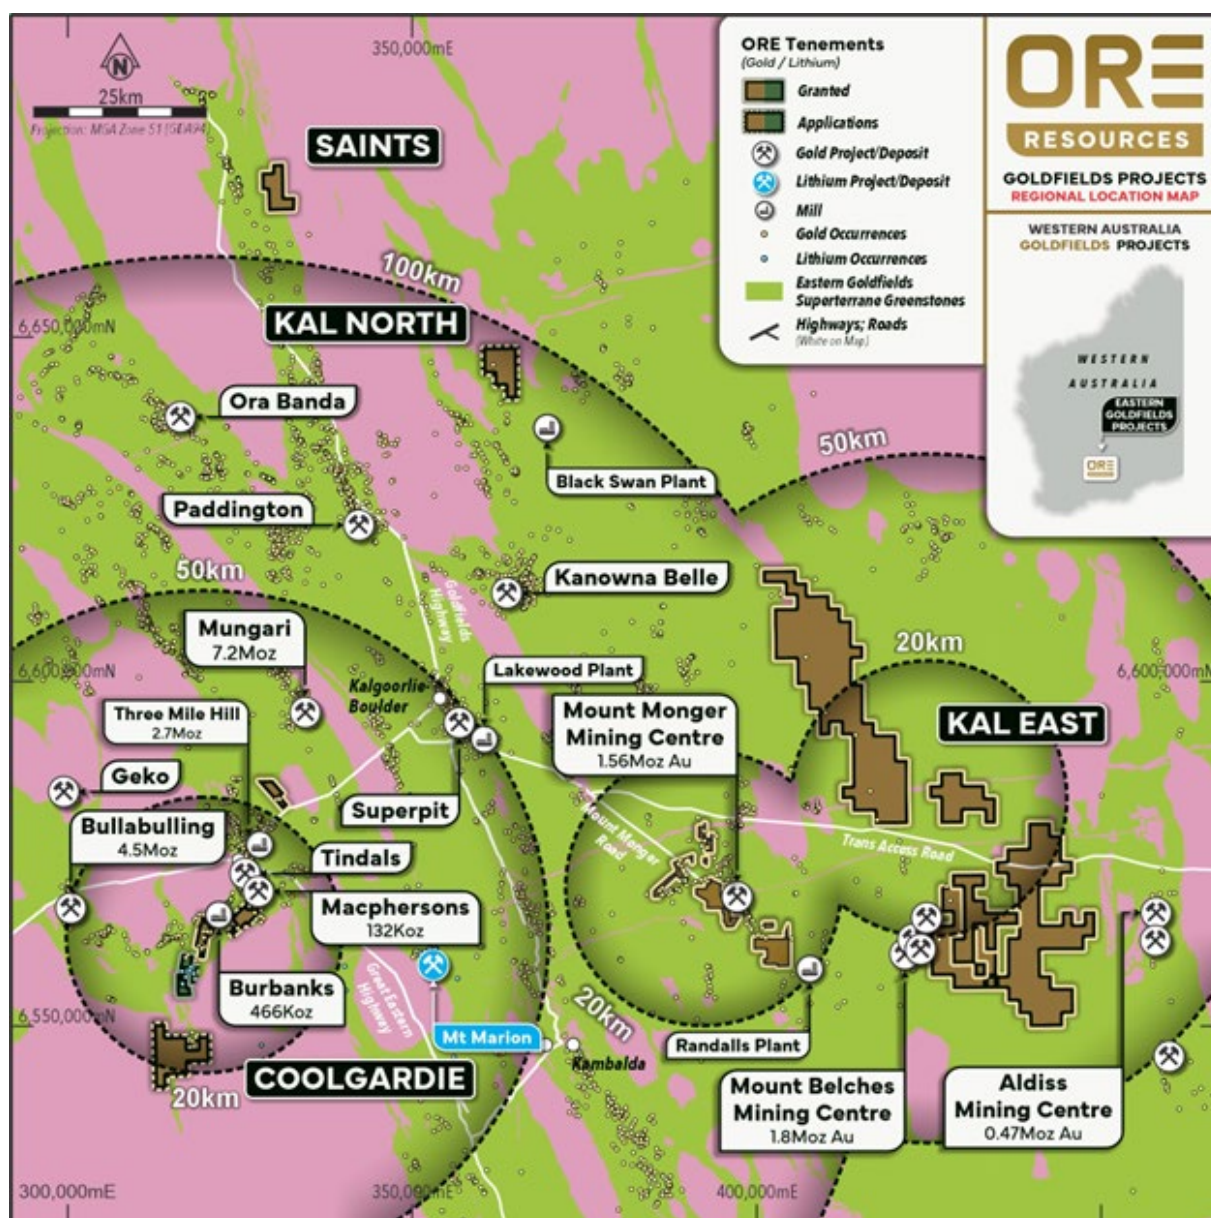 350,000mE
N
25km
Projection: MGA Zone 51 (GDA94)
SAINTS
ORE Tenements
(Gold / Lithium)
Granted
Applications
Gold Project/Deposit
Lithium Project/Deposit
Mill
Gold Occurrences
Lithium Occurrences
Eastern Goldfields
Superterrane Greenstones
Highways; Roads
(White on Map)
ORE
RESOURCES
GOLDFIELDS PROJECTS
REGIONAL LOCATION MAP
WESTERN AUSTRALIA
GOLDFIELDS PROJECTS
WESTERN
AUSTRALIA
EASTERN
GOLDFIELDS
PROJECTS
ORE
100km
KAL NORTH
6,650,000mN
Ora Banda
50km
Black Swan Plant
Paddington
50km
Kanowna Belle
Goldfields
Highway
Mungari
7.2Moz
20km
6,600,000mN
Lakewood Plant
6,600,000mN
Kalgoorlie-
Boulder
Three Mile Hill
2.7Moz
Mount Monger
Mining Centre
1.56Moz Au
KAL EAST
Geko
Superpit
Bullabulling
4.5Moz
Mount Monger
Road
Trans Access Road
Tindals
Macphersons
132Koz
Great Eastern
Highway
Burbanks
466Koz
6,550,000mN
Mt Marion
20km
Kambalda
Randalls Plant
COOLGARDIE
20km
Mount Belches
Mining Centre
1.8Moz Au
Aldiss
Mining Centre
0.47Moz Au
300,000mE
350,000mE
400,000mE